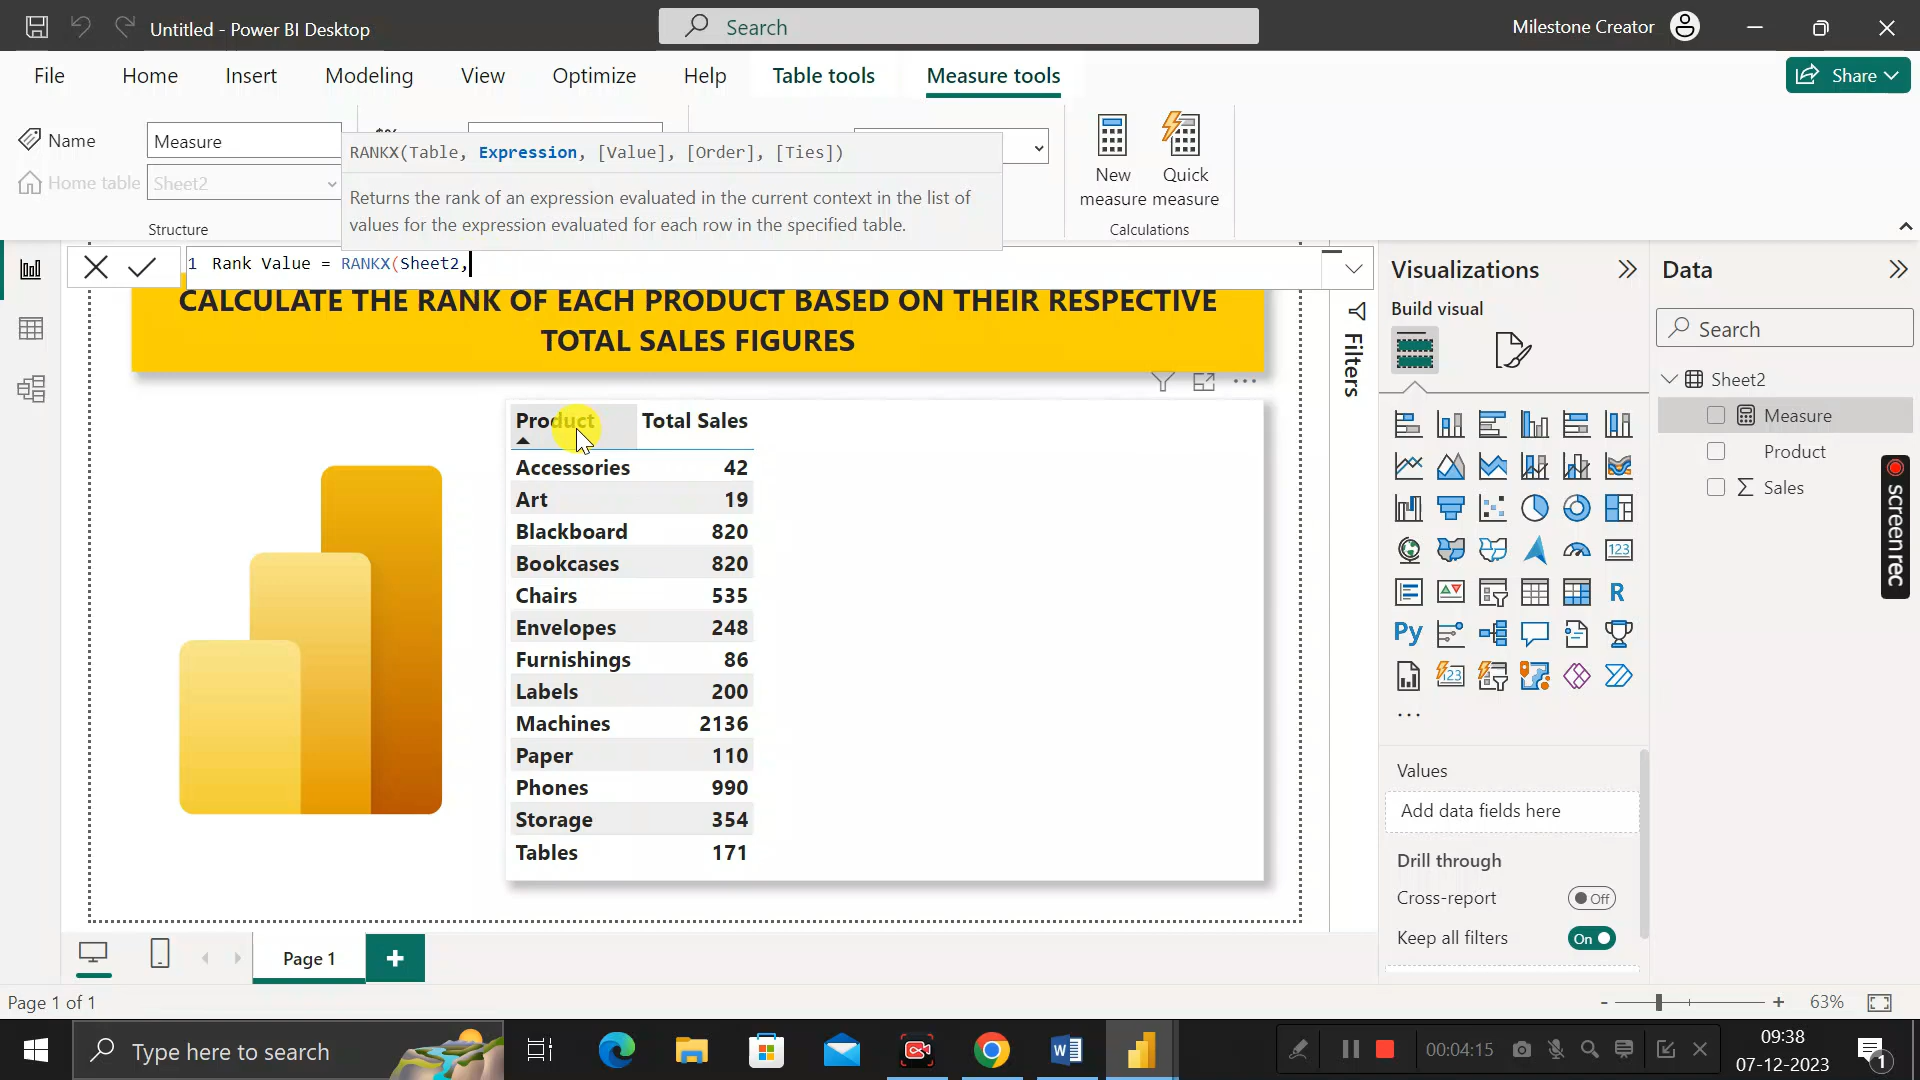 Untitled - Power BI Desktop
Search
Milestone Creator
File
Home
Insert
Modeling
View
Optimize
Help
Table tools
Measure tools
Share
Name
Measure
Home table
Sheet2
Structure
RANKX(Table, Expression, [Value], [Order], [Ties])
Returns the rank of an expression evaluated in the current context in the list of
values for the expression evaluated for each row in the specified table.
New
measure
Quick
measure
Calculations
1 Rank Value = RANKX(Sheet2,
CALCULATE THE RANK OF EACH PRODUCT BASED ON THEIR RESPECTIVE
TOTAL SALES FIGURES
Product Total Sales
Accessories 42
Art 19
Blackboard 820
Bookcases 820
Chairs 535
Envelopes 248
Furnishings 86
Labels 200
Machines 2136
Paper 110
Phones 990
Storage 354
Tables 171
Filters
Visualizations
Build visual
123
R
Py
123
Values
Add data fields here
Drill through
Cross-report
Off
Keep all filters
On
Data
Search
Sheet2
Measure
Product
Sales
screen rec
Page 1
Page 1 of 1
63%
Type here to search
00:04:15
09:38
07-12-2023
1